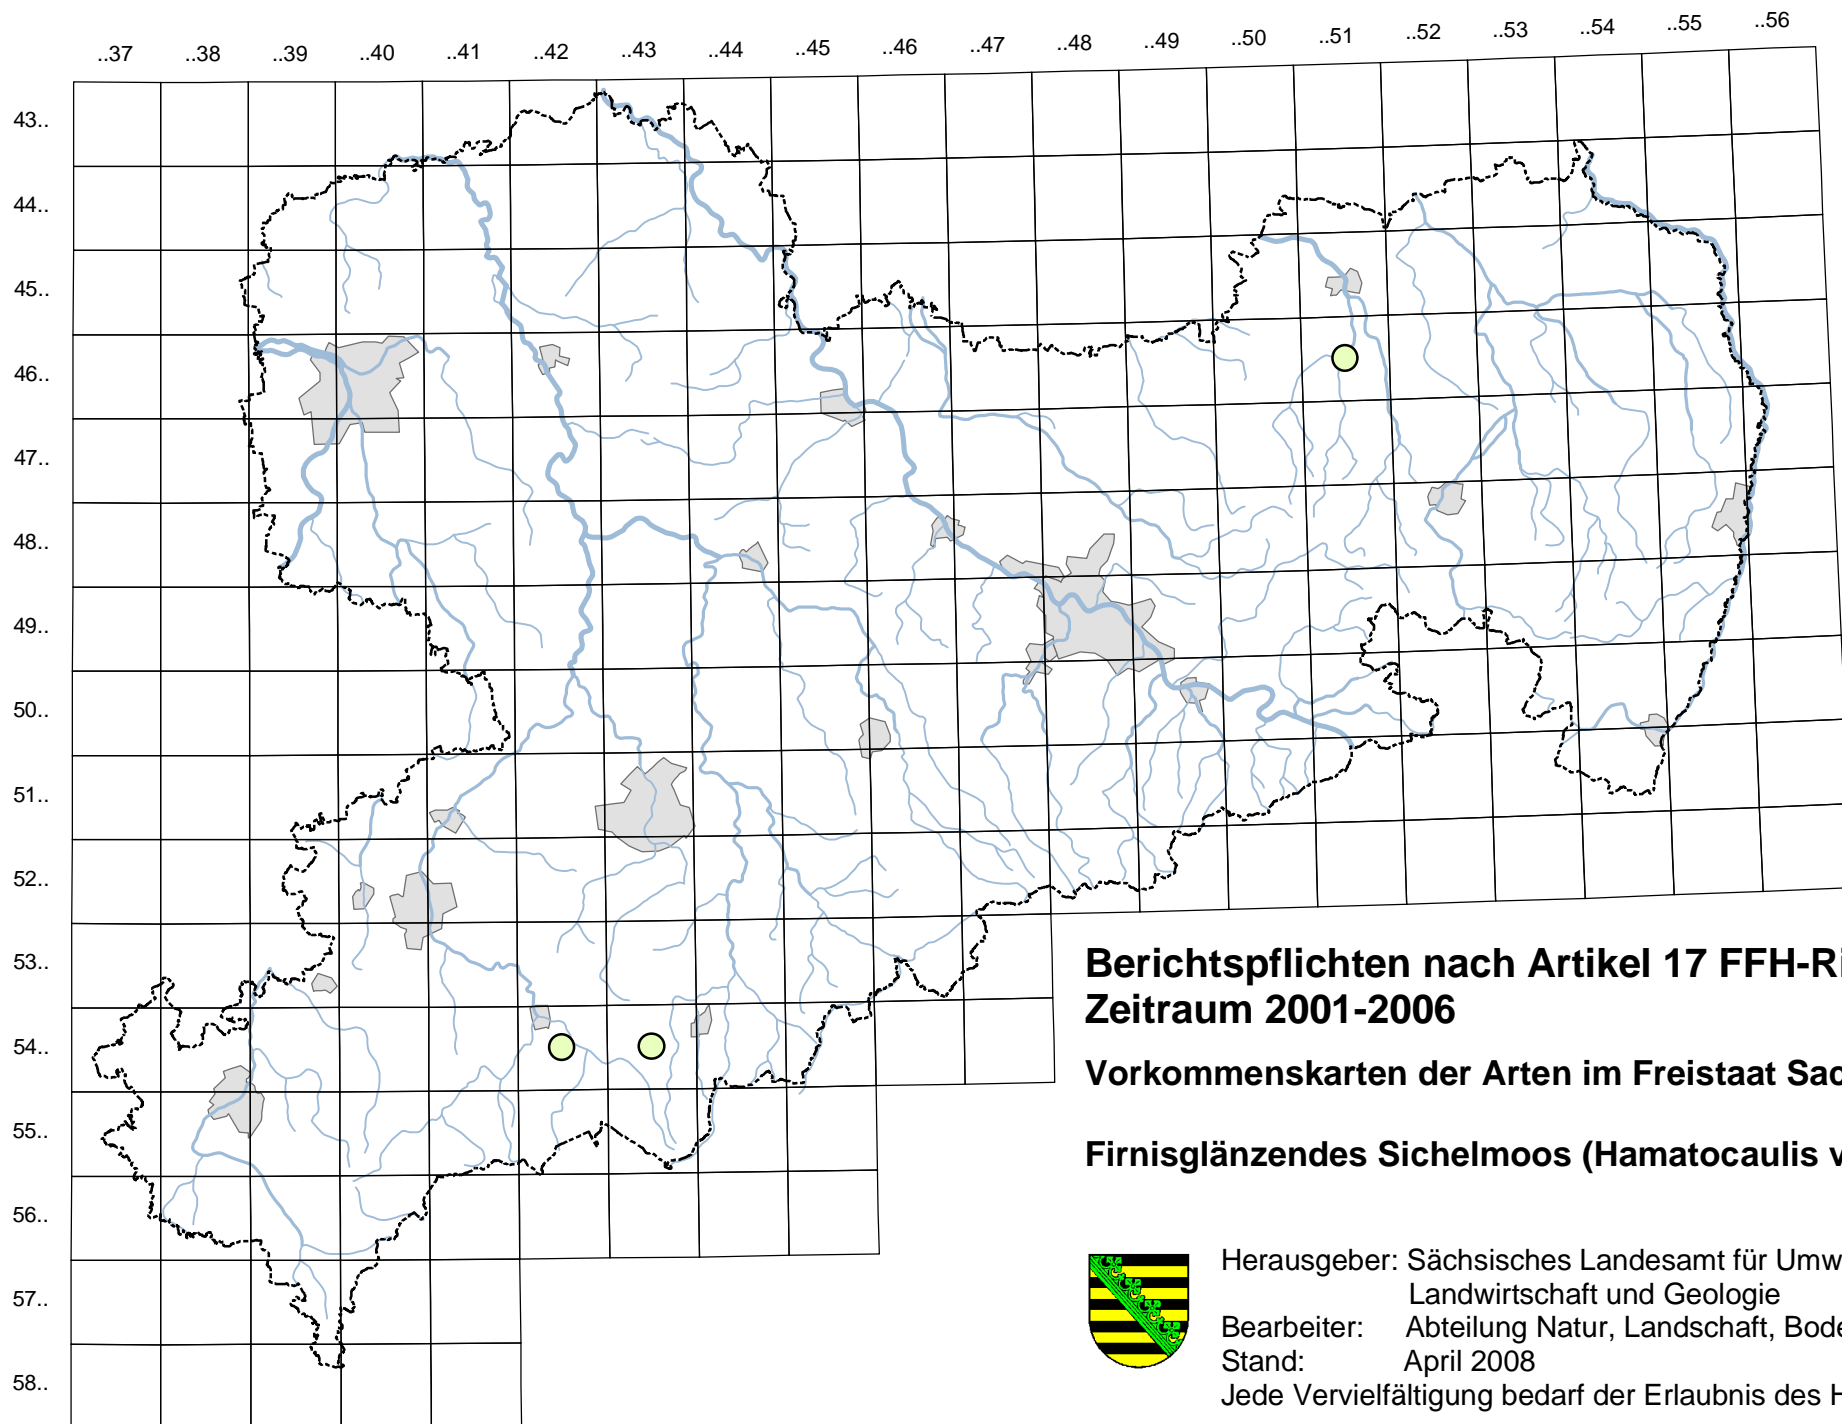 ..37 ..38 ..39 ..40 ..41 ..42 ..43 ..44 ..45 ..46 ..47 ..48 ..49 ..50 ..51 ..52 ..53 ..54 ..55 ..56
43..
44..
45..
46..
47..
48..
49..
50..
51..
52..
53..
54..
55..
56..
57..
58..
Berichtspflichten nach Artikel 17 FFH-Ri
Zeitraum 2001-2006
Vorkommenskarten der Arten im Freistaat Sac
Firnisglänzendes Sichelmoos (Hamatocaulis v
Herausgeber: Sächsisches Landesamt für Umw
Landwirtschaft und Geologie
Bearbeiter: Abteilung Natur, Landschaft, Bode
Stand: April 2008
Jede Vervielfältigung bedarf der Erlaubnis des H